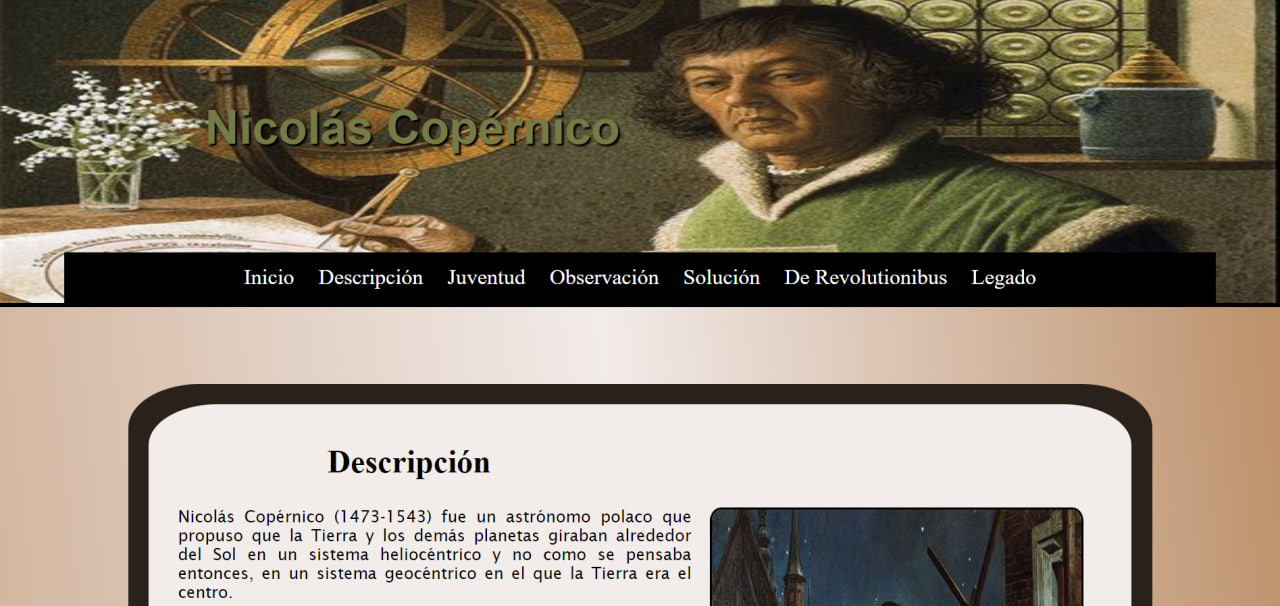 Nicolás Copérnico
Inicio Descripción Juventud Observación Solución De Revolutionibus Legado
Descripción
Nicolás Copérnico (1473-1543) fue un astrónomo polaco que
propuso que la Tierra y los demás planetas giraban alrededor
del Sol en un sistema heliocéntrico y no como se pensaba
entonces, en un sistema geocéntrico en el que la Tierra era el
centro.